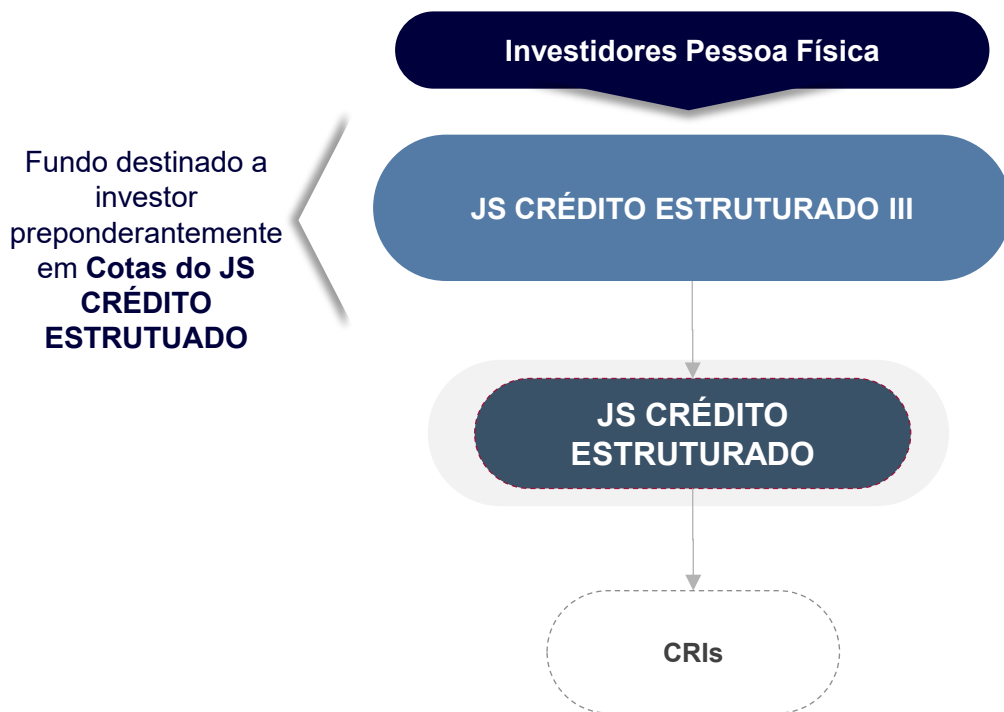 Investidores Pessoa Física
Fundo destinado a
investor
preponderantemente
em Cotas do JS
CRÉDITO
ESTRUTUADO
JS CRÉDITO ESTRUTURADO III
JS CRÉDITO
ESTRUTURADO
CRIs